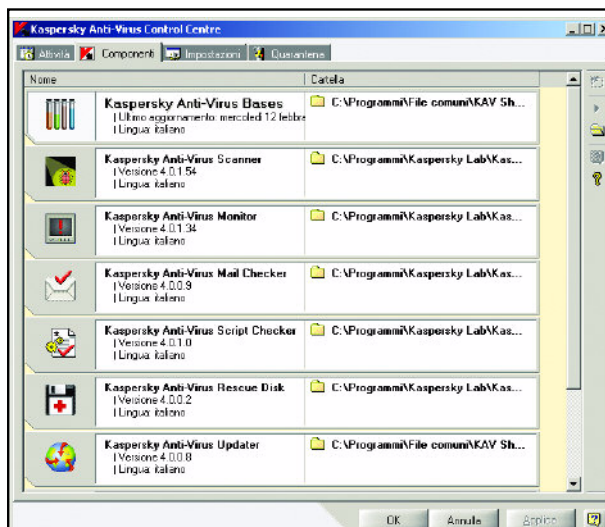 Kaspersky Anti-Virus Control Centre
Attività Componenti Impostazioni Quarantena
Nome Cartella
Kaspersky Anti-Virus Bases C:\Programmi\File comuni\KAV Sh...
| Ultimo aggiornamento: mercoledì 12 febbra
| Lingua: italiano
Kaspersky Anti-Virus Scanner C:\Programmi\Kaspersky Lab\Kas...
| Versione 4.0.1.54
| Lingua: italiano
Kaspersky Anti-Virus Monitor C:\Programmi\Kaspersky Lab\Kas...
| Versione 4.0.1.34
| Lingua: italiano
Kaspersky Anti-Virus Mail Checker C:\Programmi\Kaspersky Lab\Kas...
| Versione 4.0.0.9
| Lingua: italiano
Kaspersky Anti-Virus Script Checker C:\Programmi\Kaspersky Lab\Kas...
| Versione 4.0.1.0
| Lingua: italiano
Kaspersky Anti-Virus Rescue Disk C:\Programmi\Kaspersky Lab\Kas...
| Versione 4.0.0.2
| Lingua: italiano
Kaspersky Anti-Virus Updater C:\Programmi\File comuni\KAV Sh...
| Versione 4.0.0.8
| Lingua: italiano
OK Annulla Applica